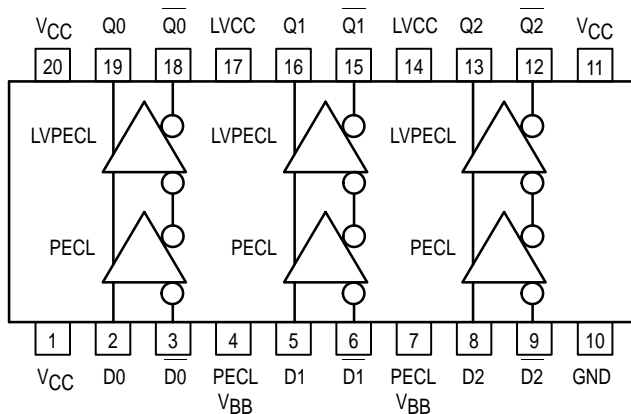 VCC Q0 Q0 LVCC Q1 Q1 LVCC Q2 Q2 VCC
20 19 18 17 16 15 14 13 12 11
LVPECL LVPECL LVPECL
PECL PECL PECL
1 2 3 4 5 6 7 8 9 10
VCC D0 D0 PECL D1 D1 PECL D2 D2 GND
VBB VBB